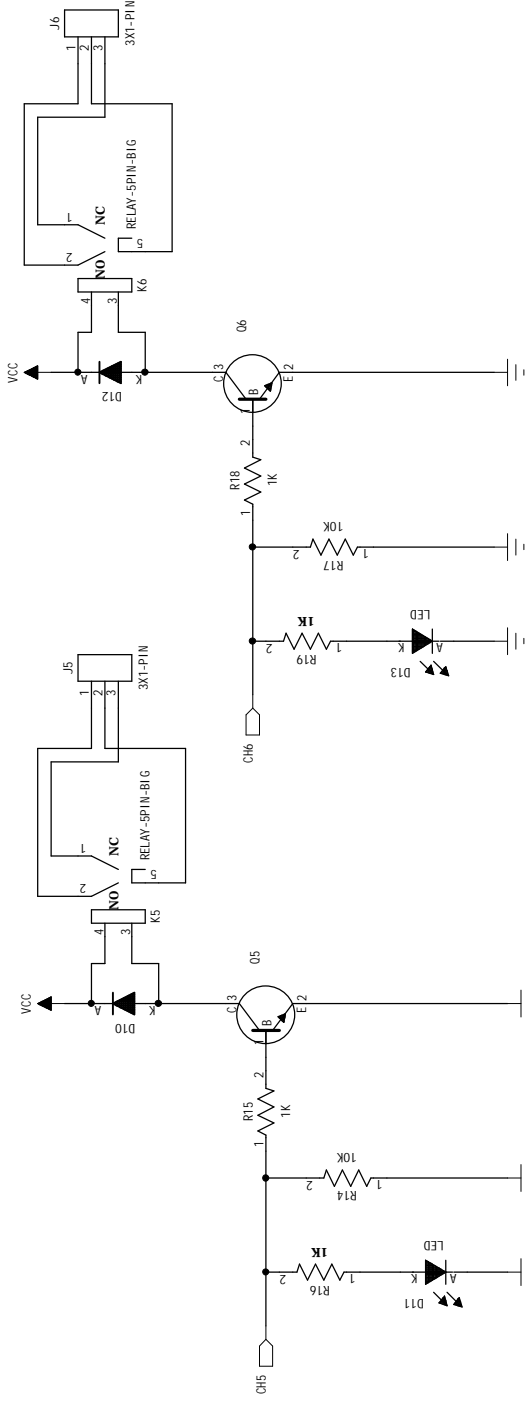 J6
3X1-PIN
1
2
3
RELAY-5PIN-BIG
1
NC
2
NO
5
4
3
K6
VCC
A
K
D12
C 3
B
1
E 2
Q6
2
R18
1K
1
2
10K
R17
1
2
1K
R19
1
LED
K
A
D13
CH6
J5
3X1-PIN
1
2
3
RELAY-5PIN-BIG
1
NC
2
NO
5
4
3
K5
VCC
A
K
D10
C 3
B
1
E 2
Q5
2
R15
1K
1
2
10K
R14
1
2
1K
R16
1
LED
K
A
D11
CH5